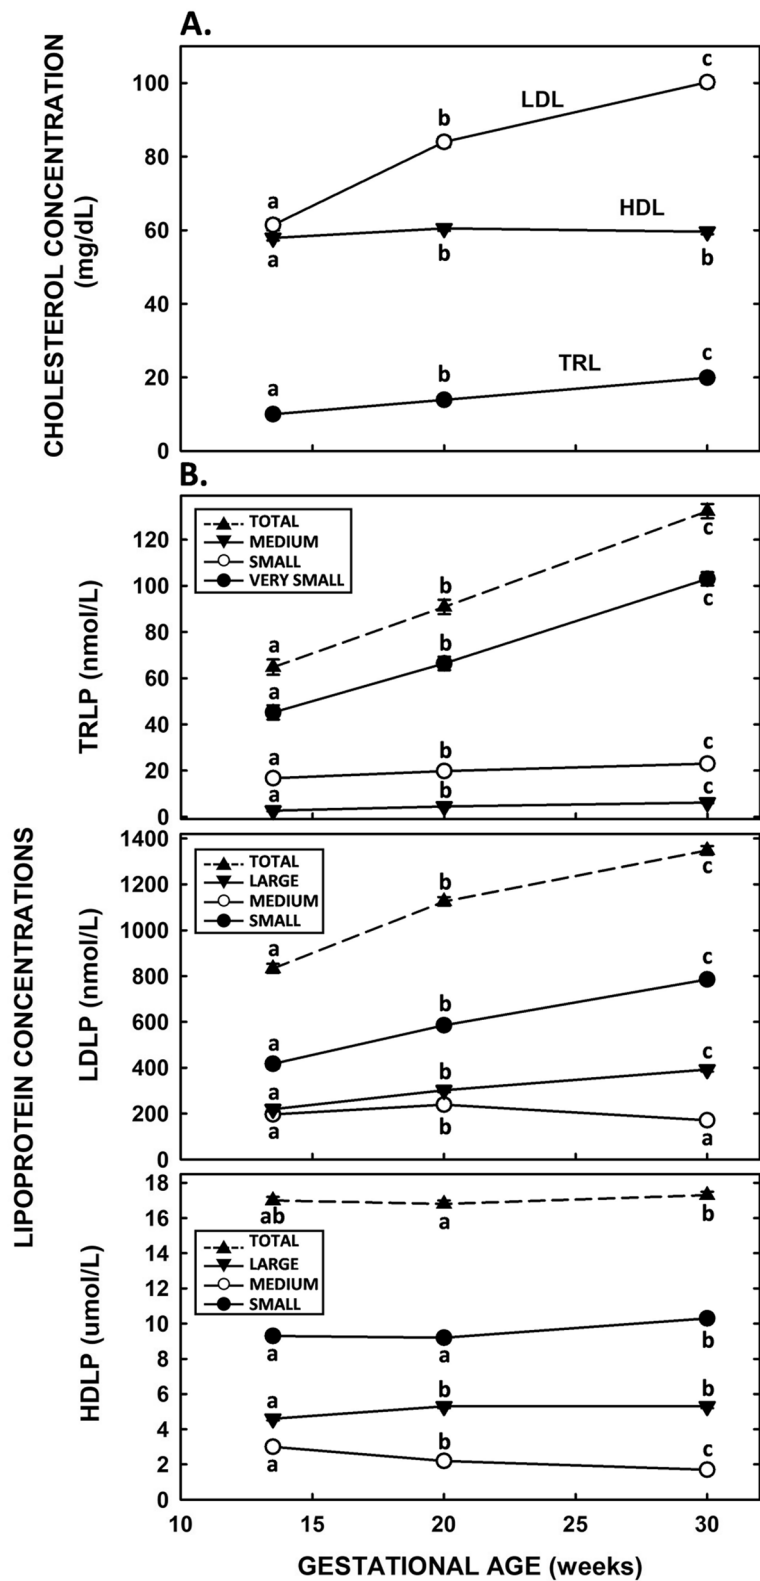 A.
CHOLESTEROL CONCENTRATION
(mg/dL)
100
80
60
40
20
0
LDL
HDL
TRL
a
b
c
a
b
b
a
b
c
B.
LIPOPROTEIN CONCENTRATIONS
TRLP (nmol/L)
120
100
80
60
40
20
0
TOTAL
MEDIUM
SMALL
VERY SMALL
a
b
c
a
b
c
a
b
c
a
b
c
LDLP (nmol/L)
1400
1200
1000
800
600
400
200
0
TOTAL
LARGE
MEDIUM
SMALL
a
b
c
a
b
c
a
b
c
a
b
a
HDLP (umol/L)
18
16
14
12
10
8
6
4
2
0
TOTAL
LARGE
MEDIUM
SMALL
ab
a
b
a
a
b
a
b
b
a
b
c
10
15
20
25
30
GESTATIONAL AGE (weeks)